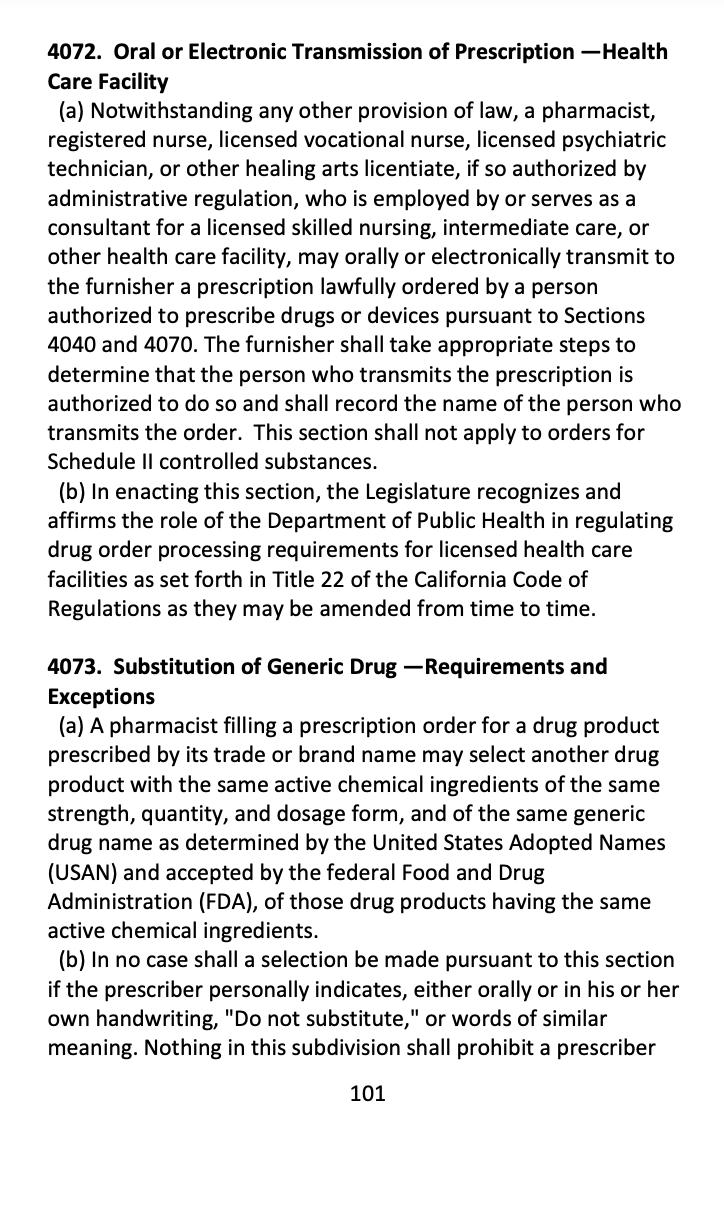 4072.  Oral or Electronic Transmission of Prescription —Health
Care Facility
(a) Notwithstanding any other provision of law, a pharmacist,
registered nurse, licensed vocational nurse, licensed psychiatric
technician, or other healing arts licentiate, if so authorized by
administrative regulation, who is employed by or serves as a
consultant for a licensed skilled nursing, intermediate care, or
other health care facility, may orally or electronically transmit to
the furnisher a prescription lawfully ordered by a person
authorized to prescribe drugs or devices pursuant to Sections
4040 and 4070. The furnisher shall take appropriate steps to
determine that the person who transmits the prescription is
authorized to do so and shall record the name of the person who
transmits the order.  This section shall not apply to orders for
Schedule II controlled substances.
(b) In enacting this section, the Legislature recognizes and
affirms the role of the Department of Public Health in regulating
drug order processing requirements for licensed health care
facilities as set forth in Title 22 of the California Code of
Regulations as they may be amended from time to time.
4073.  Substitution of Generic Drug —Requirements and
Exceptions
(a) A pharmacist filling a prescription order for a drug product
prescribed by its trade or brand name may select another drug
product with the same active chemical ingredients of the same
strength, quantity, and dosage form, and of the same generic
drug name as determined by the United States Adopted Names
(USAN) and accepted by the federal Food and Drug
Administration (FDA), of those drug products having the same
active chemical ingredients.
(b) In no case shall a selection be made pursuant to this section
if the prescriber personally indicates, either orally or in his or her
own handwriting, "Do not substitute," or words of similar
meaning. Nothing in this subdivision shall prohibit a prescriber
101